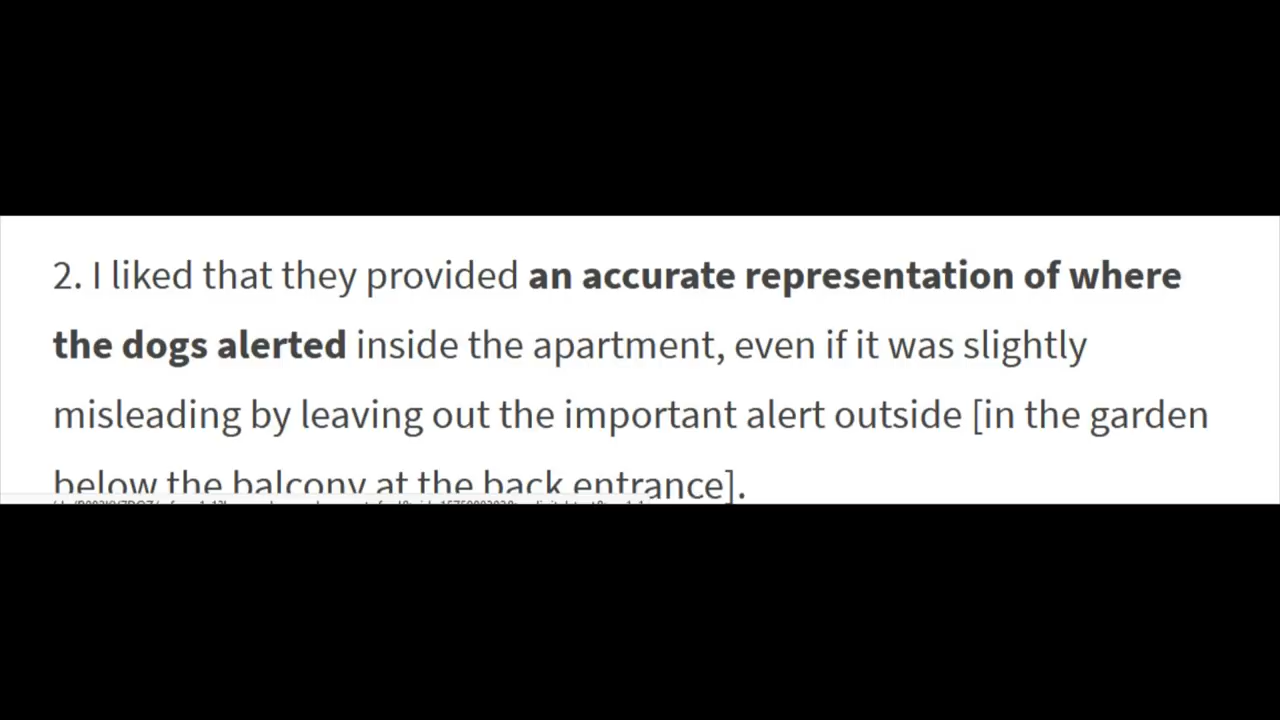 2. I liked that they provided an accurate representation of where
the dogs alerted inside the apartment, even if it was slightly
misleading by leaving out the important alert outside [in the garden
below the balcony at the back entrance].